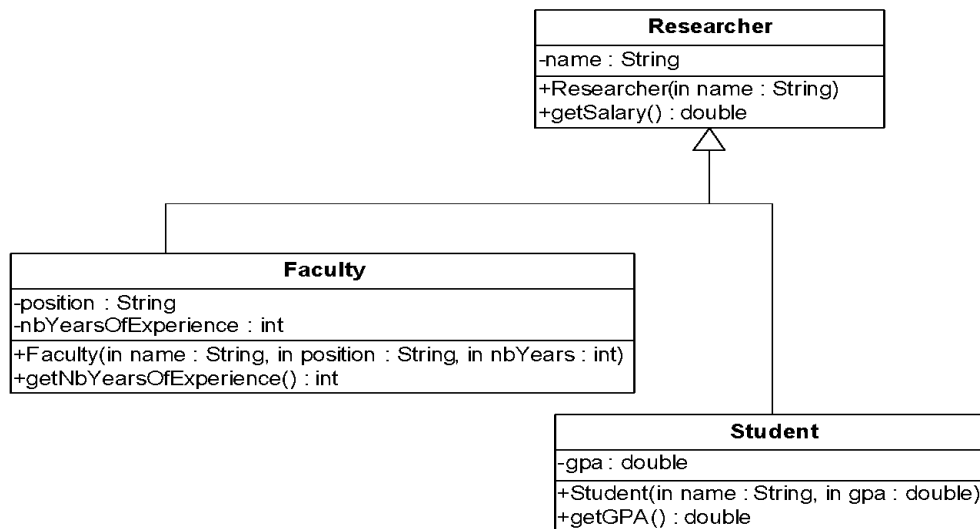 Researcher
-name : String
+Researcher(in name : String)
+getSalary() : double
Faculty
-position : String
-nbYearsOfExperience : int
+Faculty(in name : String, in position : String, in nbYears : int)
+getNbYearsOfExperience() : int
Student
-gpa : double
+Student(in name : String, in gpa : double)
+getGPA() : double